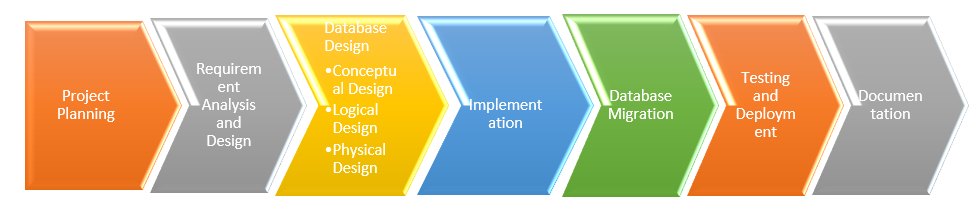 Project
Planning
Requirem
ent
Analysis
and
Design
Database
Design
•Conceptu
al Design
•Logical
Design
•Physical
Design
Implement
ation
Database
Migration
Testing
and
Deploym
ent
Documen
tation